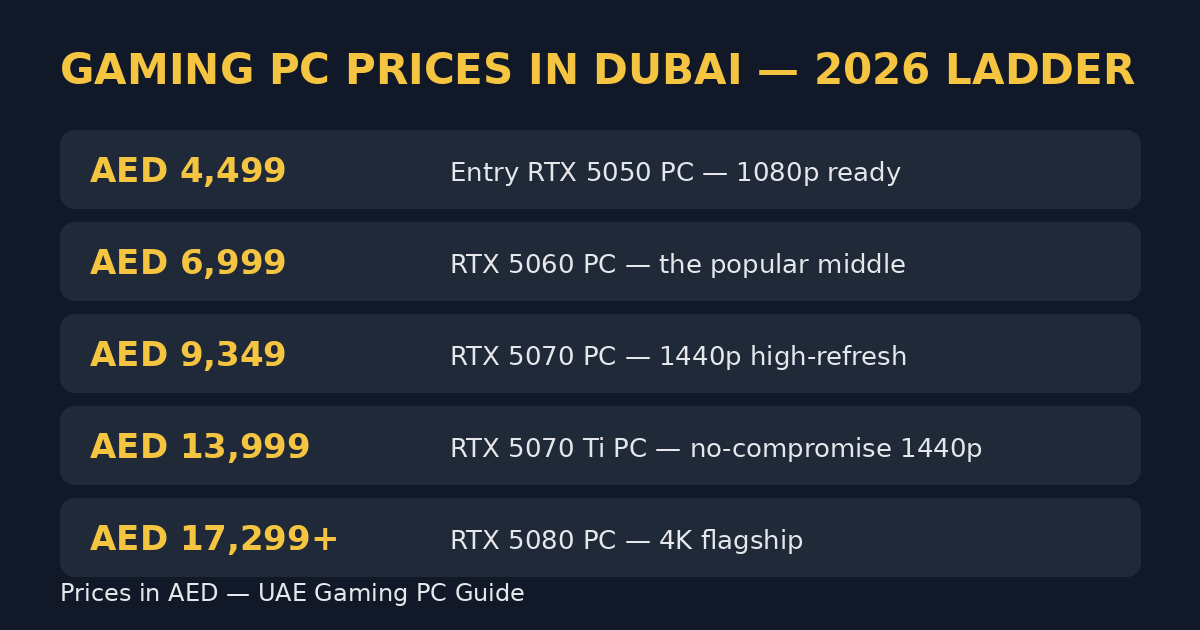 GAMING PC PRICES IN DUBAI — 2026 LADDER
AED 4,499 Entry RTX 5050 PC — 1080p ready
AED 6,999 RTX 5060 PC — the popular middle
AED 9,349 RTX 5070 PC — 1440p high-refresh
AED 13,999 RTX 5070 Ti PC — no-compromise 1440p
AED 17,299+ RTX 5080 PC — 4K flagship
Prices in AED — UAE Gaming PC Guide